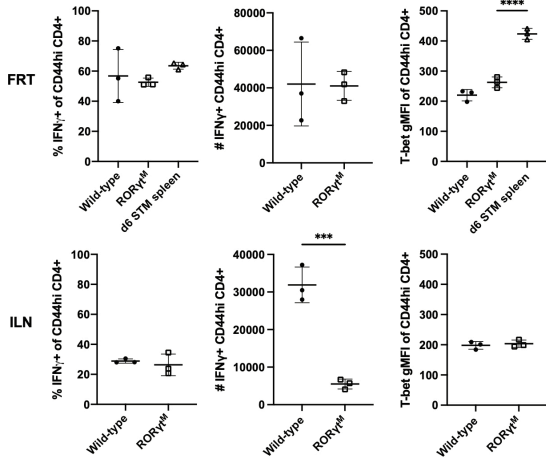 FRT
% IFNγ+ of CD44hi CD4+
100
80
60
40
20
0
Wild-type
RORγtᴹ
d6 STM spleen
# IFNγ+ CD44hi CD4+
80000
60000
40000
20000
0
Wild-type
RORγtᴹ
T-bet gMFI of CD44hi CD4+
****
500
400
300
200
100
0
Wild-type
RORγtᴹ
d6 STM spleen
ILN
% IFNγ+ of CD44hi CD4+
100
80
60
40
20
0
Wild-type
RORγtᴹ
# IFNγ+ CD44hi CD4+
***
40000
30000
20000
10000
0
Wild-type
RORγtᴹ
T-bet gMFI of CD44hi CD4+
500
400
300
200
100
0
Wild-type
RORγtᴹ